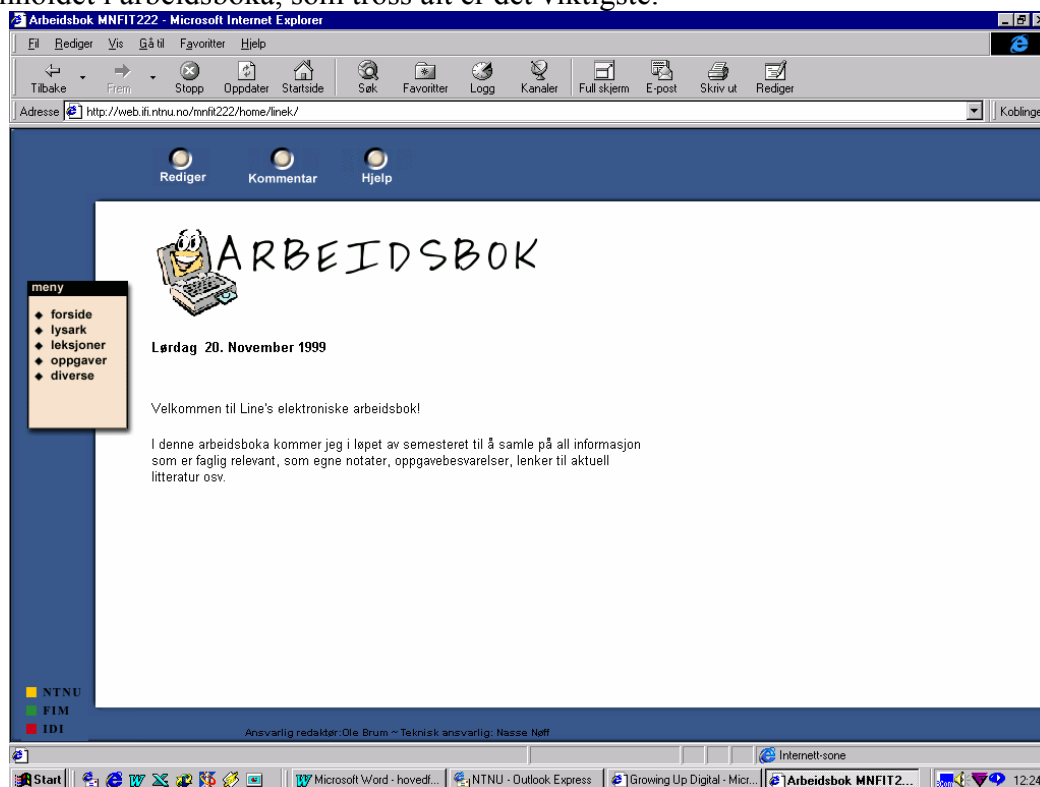 innholdet i arbeidsboka, som tross alt er det viktigste.
Arbeidsbok MNFIT222 - Microsoft Internet Explorer
Fil Rediger Vis Gå til Favoritter Hjelp
Tilbake Frem Stopp Oppdater Startside Søk Favoritter Logg Kanaler Full skjerm E-post Skriv ut Rediger
Adresse http://web.ifi.ntnu.no/mnfit222/home/linek/ Koblinge
Rediger Kommentar Hjelp
ARBEIDSBOK
meny
forside
lysark
leksjoner
oppgaver
diverse
Lørdag 20. November 1999
Velkommen til Line's elektroniske arbeidsbok!
I denne arbeidsboka kommer jeg i løpet av semesteret til å samle på all informasjon
som er faglig relevant, som egne notater, oppgavebesvarelser, lenker til aktuell
litteratur osv.
NTNU
FIM
IDI
Ansvarlig redaktør:Ole Brum ~ Teknisk ansvarlig: Nasse Nøff
Internett-sone
Start Microsoft Word - hovedf... NTNU - Outlook Express Growing Up Digital - Micr... Arbeidsbok MNFIT2... 12:24